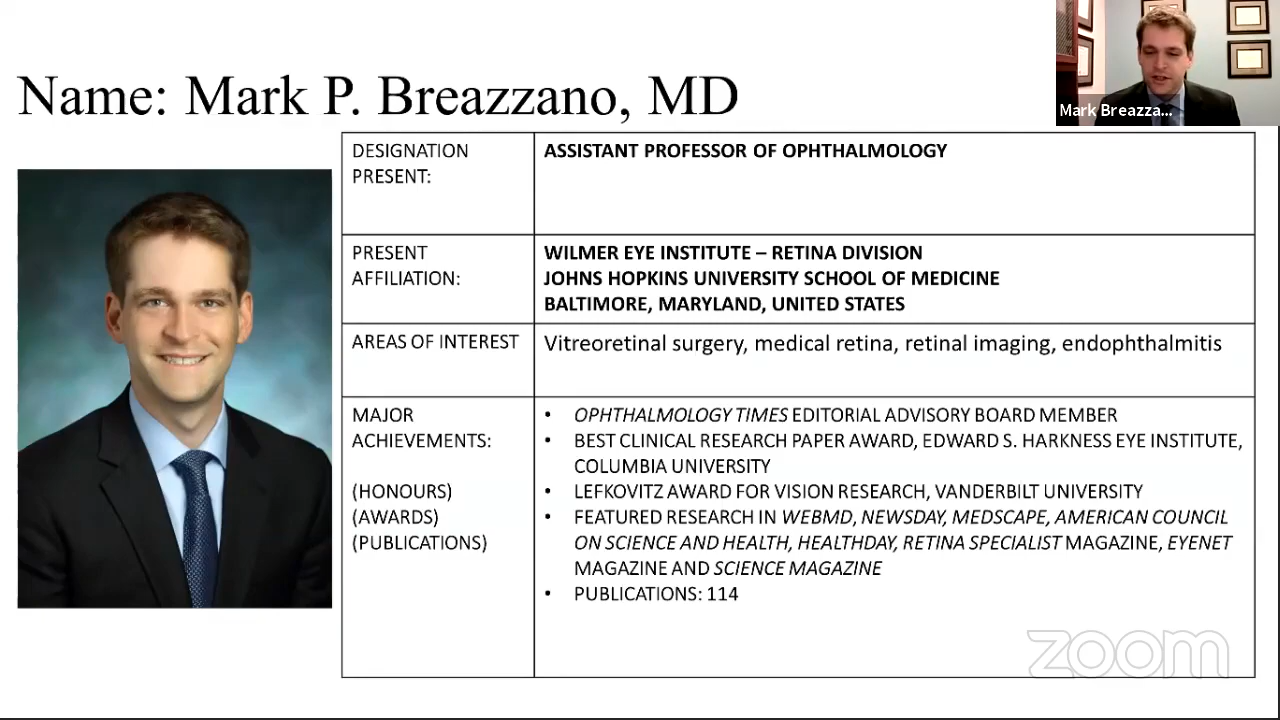 Name: Mark P. Breazzano, MD
Mark Breazza...
DESIGNATION
PRESENT:
ASSISTANT PROFESSOR OF OPHTHALMOLOGY
PRESENT
AFFILIATION:
WILMER EYE INSTITUTE – RETINA DIVISION
JOHNS HOPKINS UNIVERSITY SCHOOL OF MEDICINE
BALTIMORE, MARYLAND, UNITED STATES
AREAS OF INTEREST
Vitreoretinal surgery, medical retina, retinal imaging, endophthalmitis
MAJOR
ACHIEVEMENTS:
(HONOURS)
(AWARDS)
(PUBLICATIONS)
• OPHTHALMOLOGY TIMES EDITORIAL ADVISORY BOARD MEMBER
• BEST CLINICAL RESEARCH PAPER AWARD, EDWARD S. HARKNESS EYE INSTITUTE,
COLUMBIA UNIVERSITY
• LEFKOVITZ AWARD FOR VISION RESEARCH, VANDERBILT UNIVERSITY
• FEATURED RESEARCH IN WEBMD, NEWSDAY, MEDSCAPE, AMERICAN COUNCIL
ON SCIENCE AND HEALTH, HEALTHDAY, RETINA SPECIALIST MAGAZINE, EYENET
MAGAZINE AND SCIENCE MAGAZINE
• PUBLICATIONS: 114
zoom